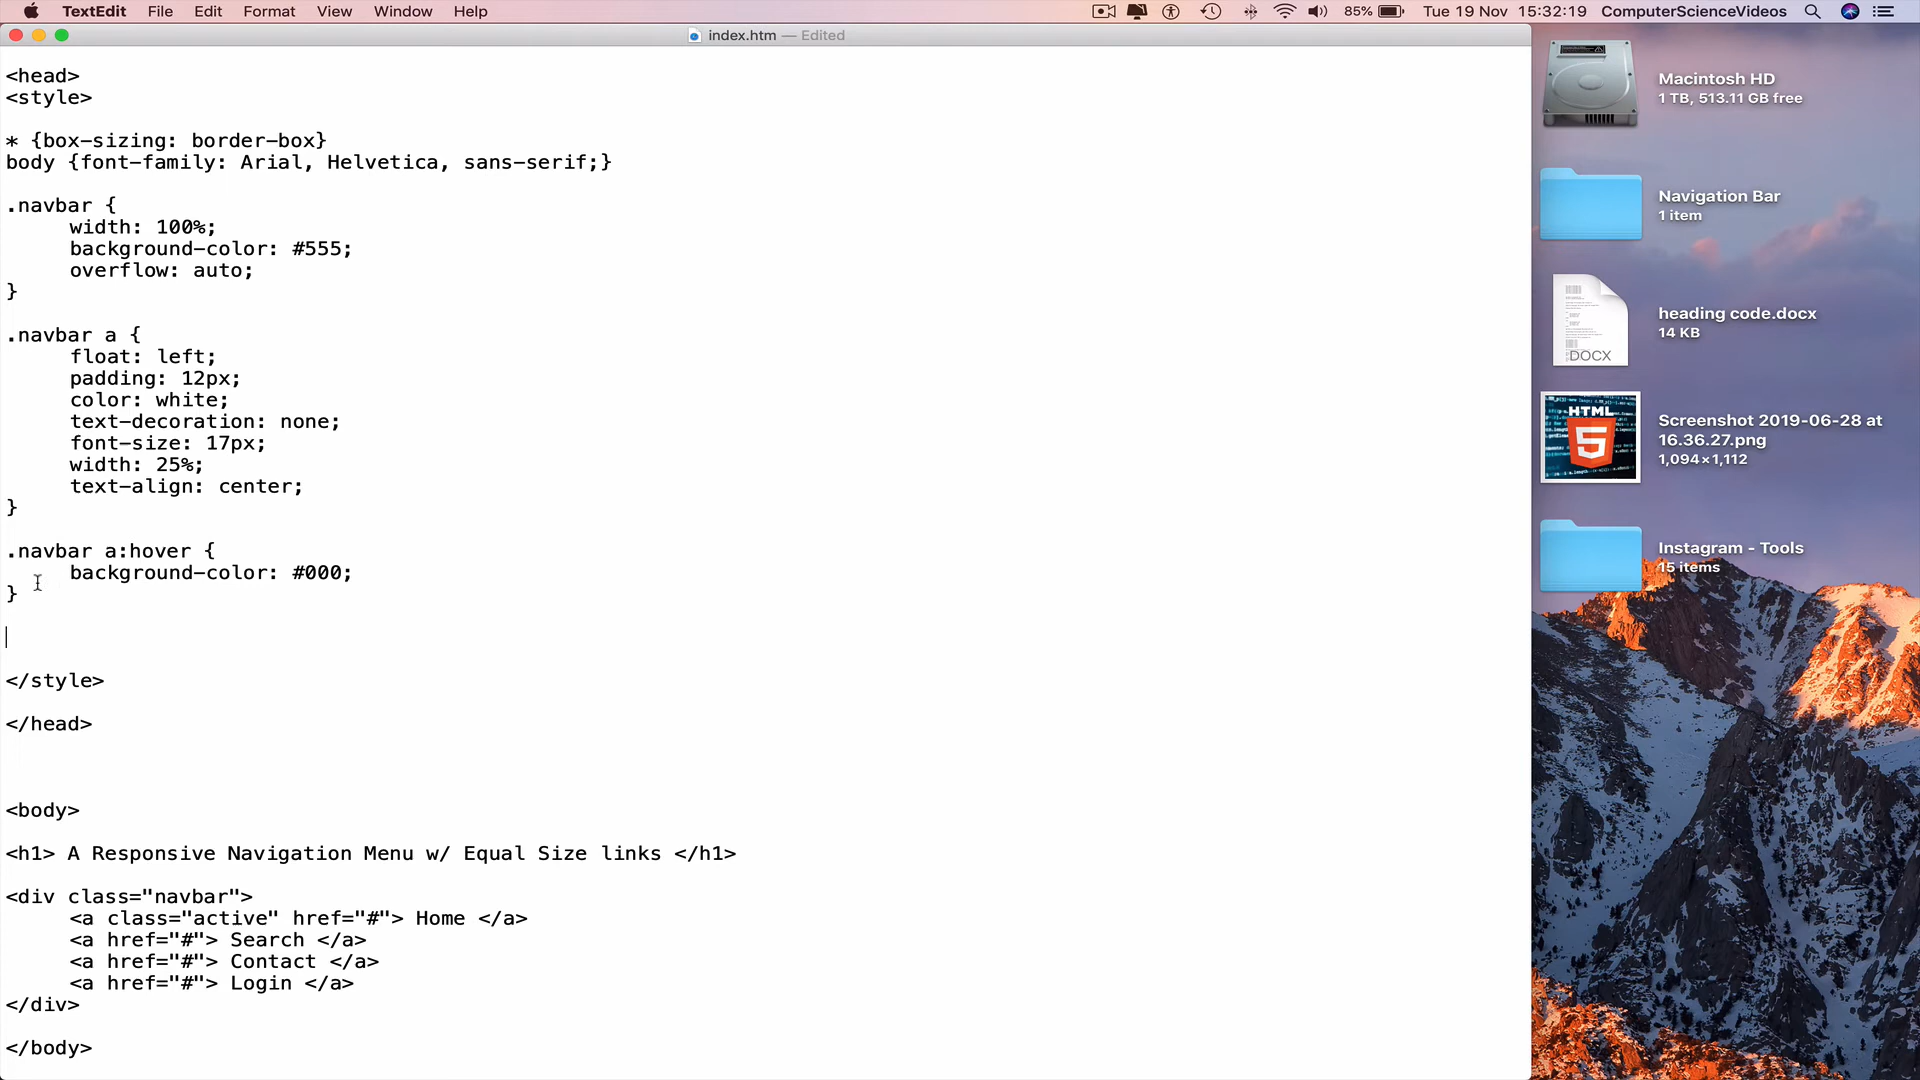 TextEdit File Edit Format View Window Help 85% Tue 19 Nov 15:32:19 ComputerScienceVideos
index.htm — Edited
<head>
<style>
* {box-sizing: border-box}
body {font-family: Arial, Helvetica, sans-serif;}
.navbar {
width: 100%;
background-color: #555;
overflow: auto;
}
.navbar a {
float: left;
padding: 12px;
color: white;
text-decoration: none;
font-size: 17px;
width: 25%;
text-align: center;
}
.navbar a:hover {
background-color: #000;
}
</style>
</head>
<body>
<h1> A Responsive Navigation Menu w/ Equal Size links </h1>
<div class="navbar">
<a class="active" href="#"> Home </a>
<a href="#"> Search </a>
<a href="#"> Contact </a>
<a href="#"> Login </a>
</div>
</body>
Macintosh HD
1 TB, 513.11 GB free
Navigation Bar
1 item
DOCX
heading code.docx
14 KB
HTML
5
Screenshot 2019-06-28 at
16.36.27.png
1,094×1,112
Instagram - Tools
15 items